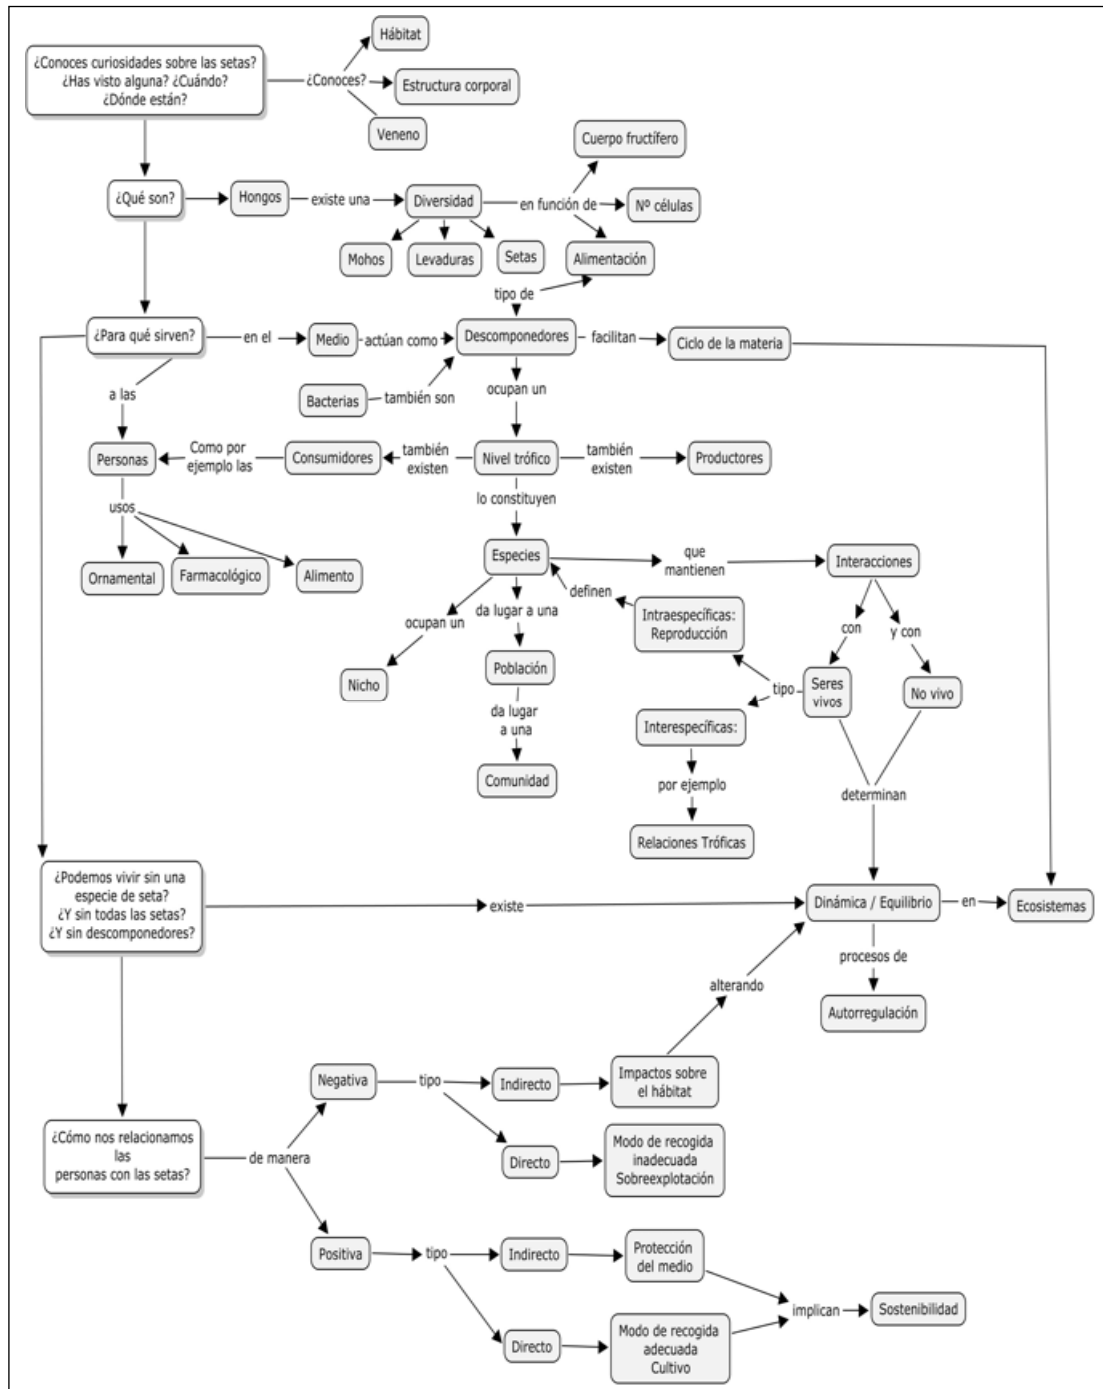 Hábitat
¿Conoces curiosidades sobre las setas?
¿Has visto alguna? ¿Cuándo?
¿Dónde están?
¿Conoces?
Estructura corporal
Veneno
Cuerpo fructífero
¿Qué son?
Hongos
existe una
Diversidad
en función de
Nº células
Mohos
Levaduras
Setas
Alimentación
tipo de
¿Para qué sirven?
en el
Medio
actúan como
Descomponedores
facilitan
Ciclo de la materia
a las
Bacterias
también son
ocupan un
Personas
Como por
ejemplo las
Consumidores
también
existen
Nivel trófico
también
existen
Productores
usos
lo constituyen
Ornamental
Farmacológico
Alimento
Especies
que
mantienen
Interacciones
definen
ocupan un
da lugar a una
Intraespecíficas:
Reproducción
con
y con
Nicho
Población
tipo
Seres
vivos
No vivo
da lugar
a una
Interespecíficas:
Comunidad
por ejemplo
determinan
Relaciones Tróficas
¿Podemos vivir sin una
especie de seta?
¿Y sin todas las setas?
¿Y sin descomponedores?
existe
Dinámica / Equilibrio
en
Ecosistemas
procesos de
alterando
Autorregulación
Negativa
tipo
Indirecto
Impactos sobre
el hábitat
¿Cómo nos relacionamos
las
personas con las setas?
de manera
Directo
Modo de recogida
inadecuada
Sobreexplotación
Positiva
tipo
Indirecto
Protección
del medio
implican
Sostenibilidad
Directo
Modo de recogida
adecuada
Cultivo